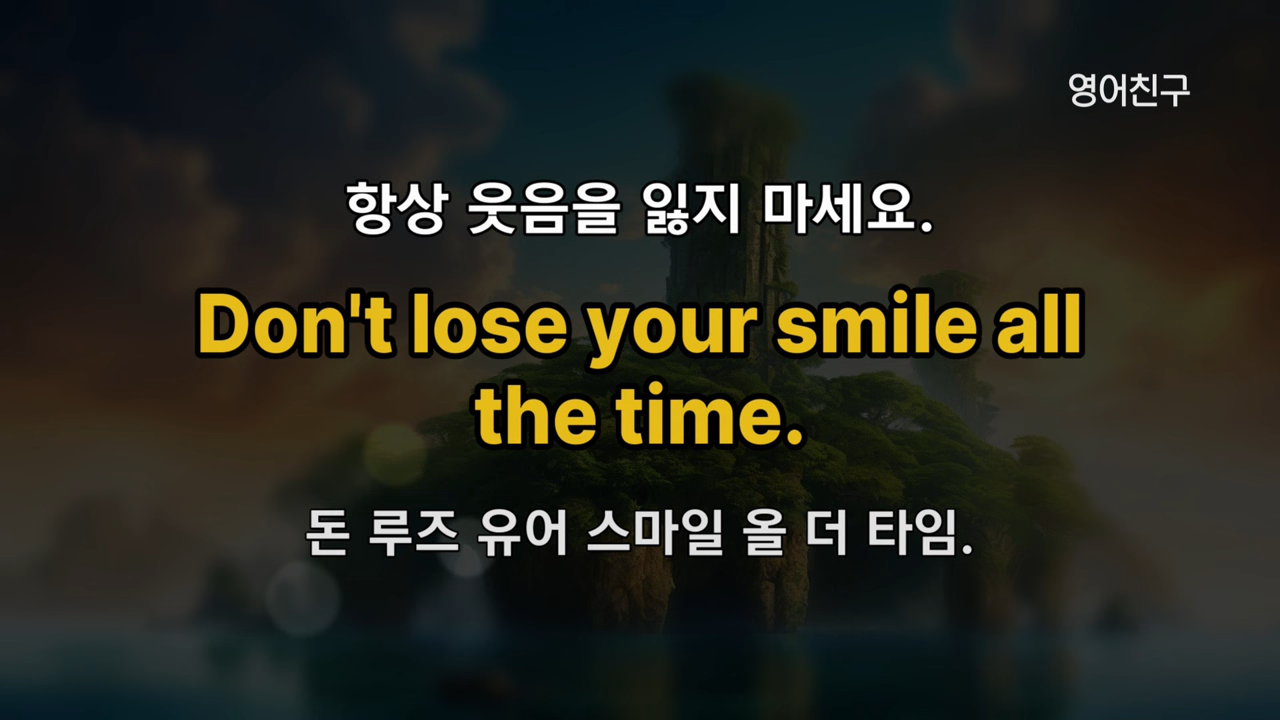 영어친구
항상 웃음을 잃지 마세요.
Don't lose your smile all
the time.
돈 루즈 유어 스마일 올 더 타임.